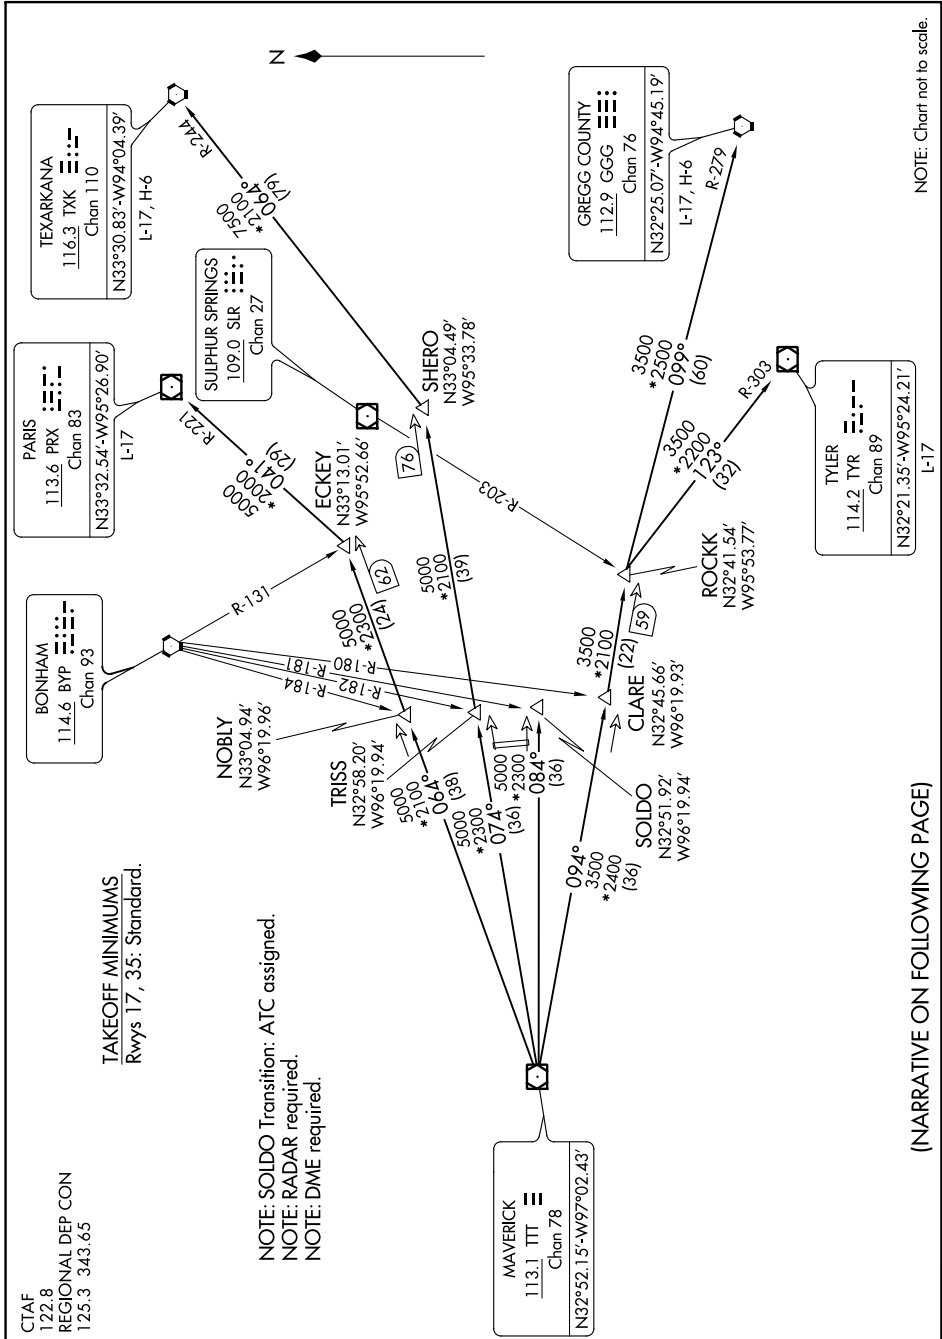 CTAF
122.8
REGIONAL DEP CON
125.3 343.65
TAKEOFF MINIMUMS
Rwys 17, 35: Standard.
NOTE: SOLDO Transition: ATC assigned.
NOTE: RADAR required.
NOTE: DME required.
BONHAM
114.6 BYP
Chan 93
PARIS
113.6 PRX
Chan 83
N33°32.54'-W95°26.90'
L-17
TEXARKANA
116.3 TXK
Chan 110
N33°30.83'-W94°04.39'
L-17, H-6
SULPHUR SPRINGS
109.0 SLR
Chan 27
N
R-244
7500
*2100
064°
(79)
R-221
5000
*2000
041°
(29)
ECKEY
N33°13.01'
W95°52.66'
SHERO
N33°04.49'
W95°33.78'
76
R-131
R-184
R-182
R-181
R-180
62
5000
*2300
(24)
5000
*2100
(39)
R-203
NOBLY
N33°04.94'
W96°19.96'
TRISS
N32°58.20'
W96°19.94'
5000
*2100
064°
(38)
5000
*2300
074°
(36)
5000
*2300
084°
(36)
094°
3500
*2400
(36)
SOLDO
N32°51.92'
W96°19.94'
CLARE
N32°45.66'
W96°19.93'
3500
*2100
(22)
59
ROCKK
N32°41.54'
W95°53.77'
3500
*2500
099°
(60)
3500
*2200
123°
(32)
R-303
R-279
GREGG COUNTY
112.9 GGG
Chan 76
N32°25.07'-W94°45.19'
L-17, H-6
TYLER
114.2 TYR
Chan 89
N32°21.35'-W95°24.21'
L-17
MAVERICK
113.1 TTT
Chan 78
N32°52.15'-W97°02.43'
(NARRATIVE ON FOLLOWING PAGE)
NOTE: Chart not to scale.